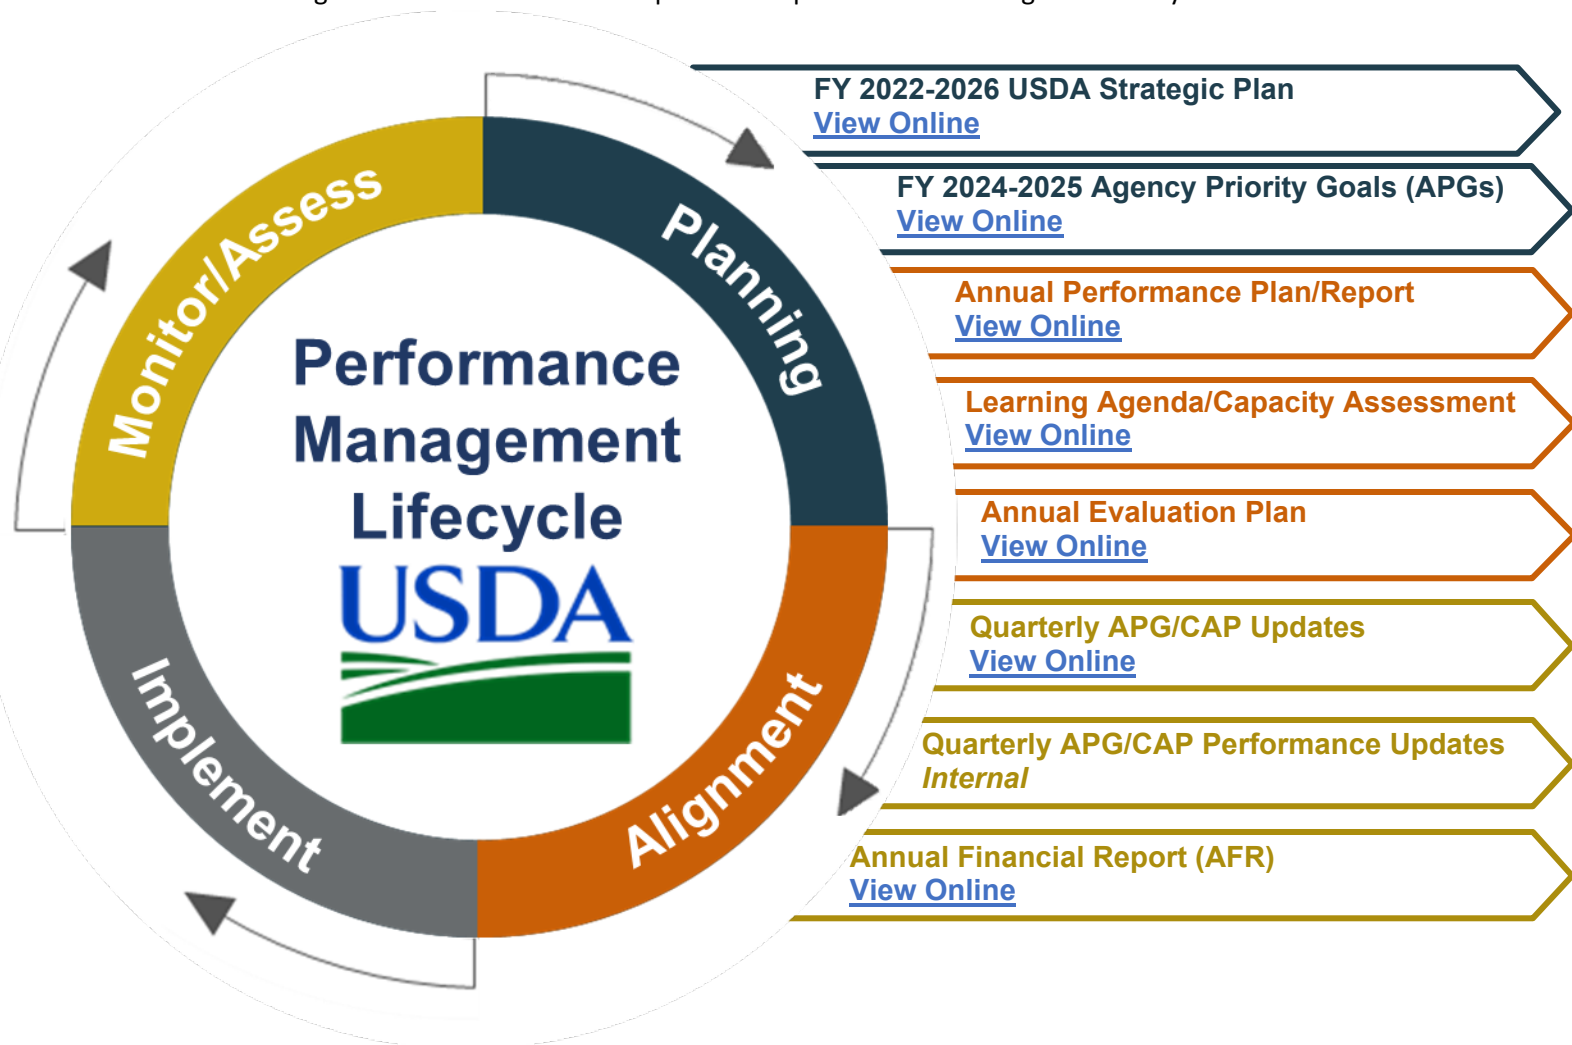 Planning
Alignment
Implement
Monitor/Assess
Performance
Management
Lifecycle
USDA
FY 2022-2026 USDA Strategic Plan
View Online
FY 2024-2025 Agency Priority Goals (APGs)
View Online
Annual Performance Plan/Report
View Online
Learning Agenda/Capacity Assessment
View Online
Annual Evaluation Plan
View Online
Quarterly APG/CAP Updates
View Online
Quarterly APG/CAP Performance Updates
Internal
Annual Financial Report (AFR)
View Online